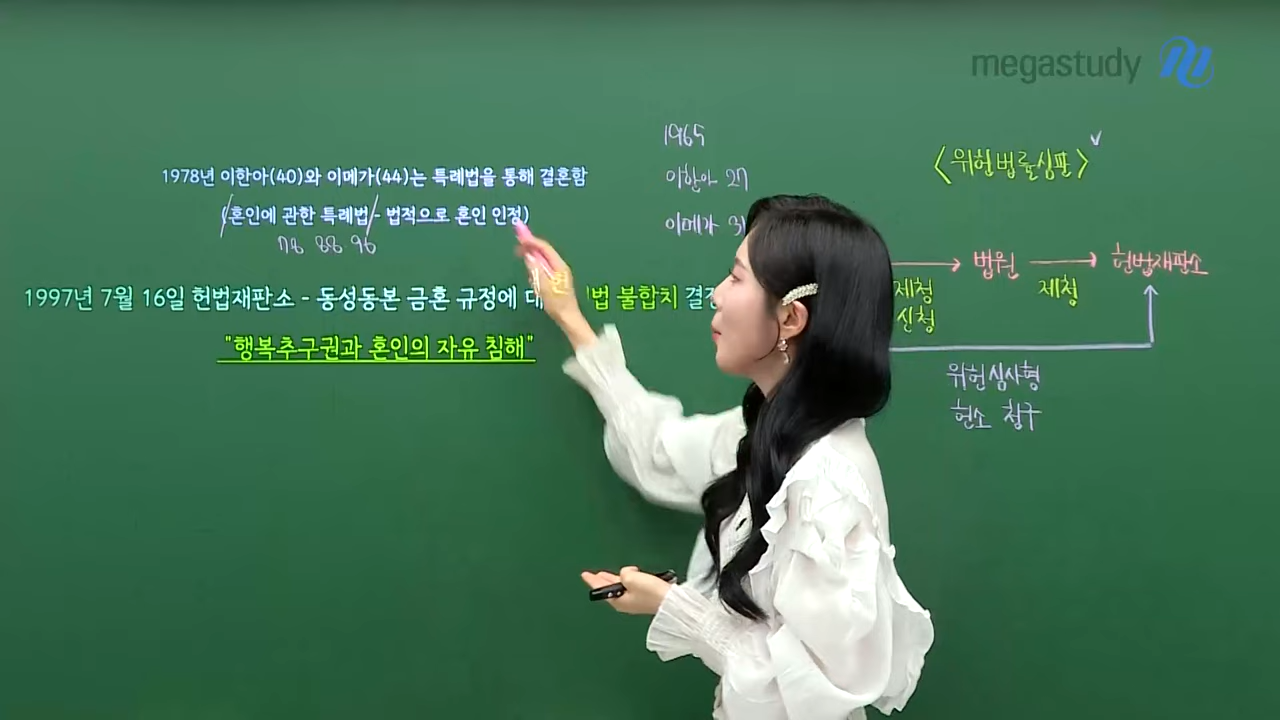 megastudy
1978년 이한아(40)와 이메가(44)는 특례법을 통해 결혼함
(혼인에 관한 특례법 - 법적으로 혼인 인정)
78 88 96
1997년 7월 16일 헌법재판소 - 동성동본 금혼 규정에 대 헌 법 불합치 결
"행복추구권과 혼인의 자유 침해"
1965
이한아 27
이메가 31
<위헌법률심판>
법원
헌법재판소
제청
신청
제청
위헌심사형
헌소 청구